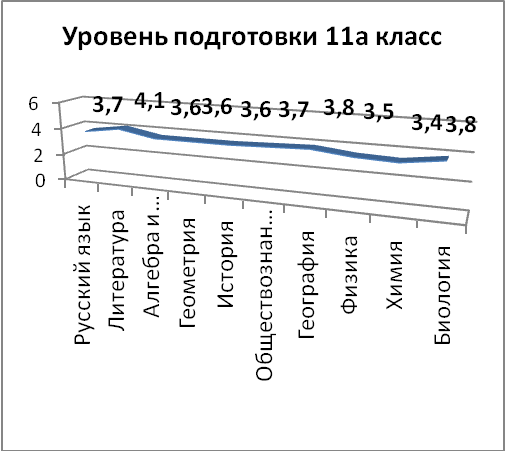 Уровень подготовки 11а класс
3,7 4,1 3,6 3,6 3,6 3,7 3,8 3,5 3,4 3,8
6
4
2
0
Русский язык
Литература
Алгебра и...
Геометрия
История
Обществознан...
География
Физика
Химия
Биология